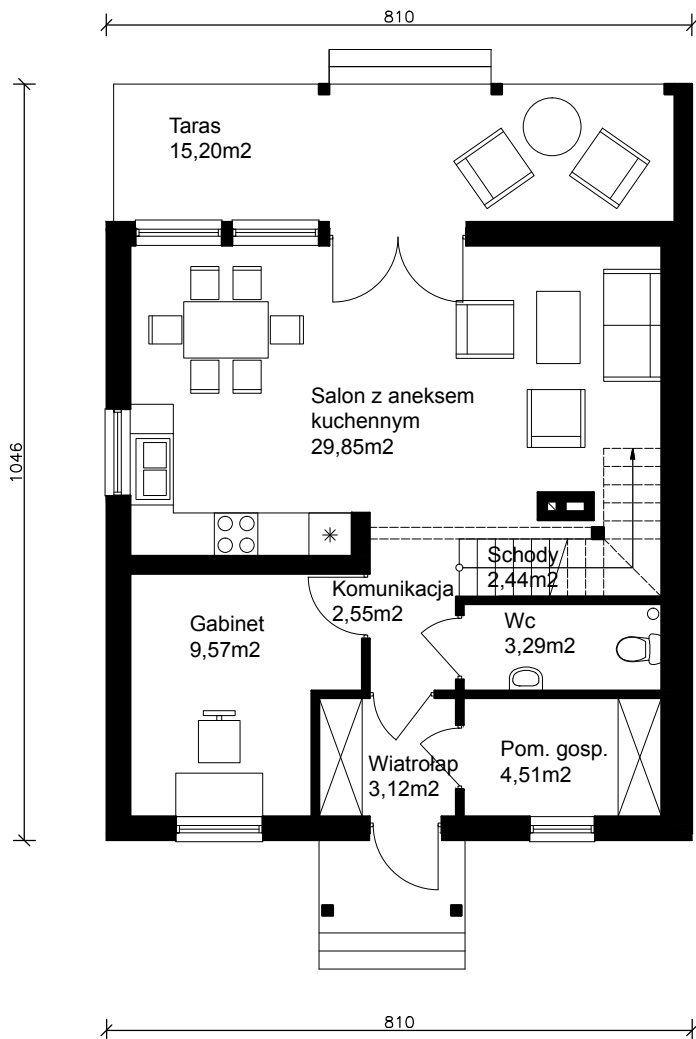 810
Taras
15,20m2
1046
Salon z aneksem
kuchennym
29,85m2
Schody
2,44m2
Komunikacja
2,55m2
Gabinet
9,57m2
Wc
3,29m2
Wiatrołap
3,12m2
Pom. gosp.
4,51m2
810